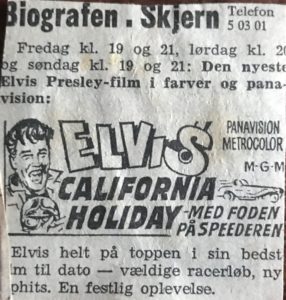 Biografen . Skjern Telefon
5 03 01
Fredag kl. 19 og 21, lørdag kl. 20
og søndag kl. 19 og 21: Den nyeste
Elvis Presley-film i farver og pana-
vision:
ELVIS
PANAVISION
METROCOLOR
M-G-M
CALIFORNIA
HOLIDAY
-MED FODEN
PÅ SPEEDEREN
Elvis helt på toppen i sin bedst
m til dato — vældige racerløb, ny
phits. En festlig oplevelse.